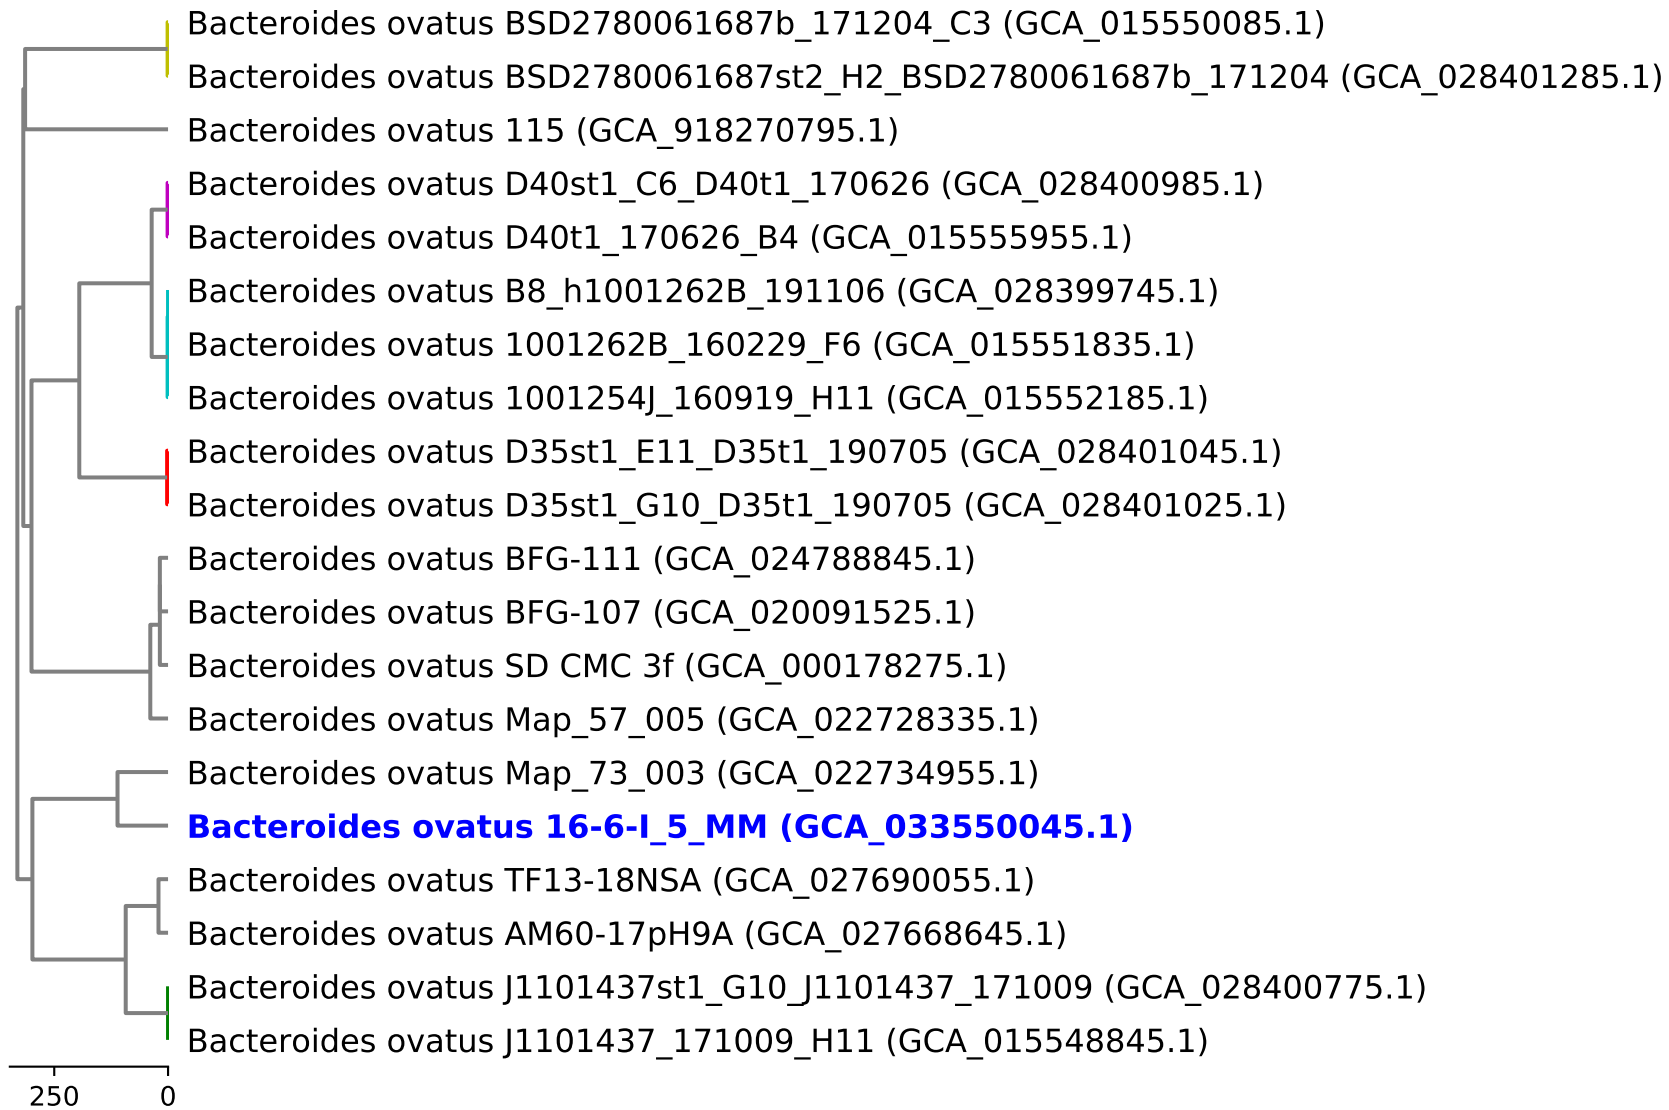 Bacteroides ovatus BSD2780061687b_171204_C3 (GCA_015550085.1)
Bacteroides ovatus BSD2780061687st2_H2_BSD2780061687b_171204 (GCA_028401285.1)
Bacteroides ovatus 115 (GCA_918270795.1)
Bacteroides ovatus D40st1_C6_D40t1_170626 (GCA_028400985.1)
Bacteroides ovatus D40t1_170626_B4 (GCA_015555955.1)
Bacteroides ovatus B8_h1001262B_191106 (GCA_028399745.1)
Bacteroides ovatus 1001262B_160229_F6 (GCA_015551835.1)
Bacteroides ovatus 1001254J_160919_H11 (GCA_015552185.1)
Bacteroides ovatus D35st1_E11_D35t1_190705 (GCA_028401045.1)
Bacteroides ovatus D35st1_G10_D35t1_190705 (GCA_028401025.1)
Bacteroides ovatus BFG-111 (GCA_024788845.1)
Bacteroides ovatus BFG-107 (GCA_020091525.1)
Bacteroides ovatus SD CMC 3f (GCA_000178275.1)
Bacteroides ovatus Map_57_005 (GCA_022728335.1)
Bacteroides ovatus Map_73_003 (GCA_022734955.1)
Bacteroides ovatus 16-6-I_5_MM (GCA_033550045.1)
Bacteroides ovatus TF13-18NSA (GCA_027690055.1)
Bacteroides ovatus AM60-17pH9A (GCA_027668645.1)
Bacteroides ovatus J1101437st1_G10_J1101437_171009 (GCA_028400775.1)
Bacteroides ovatus J1101437_171009_H11 (GCA_015548845.1)
250 0